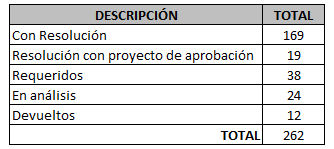 DESCRIPCIÓN TOTAL
Con Resolución 169
Resolución con proyecto de aprobación 19
Requeridos 38
En análisis 24
Devueltos 12
TOTAL 262